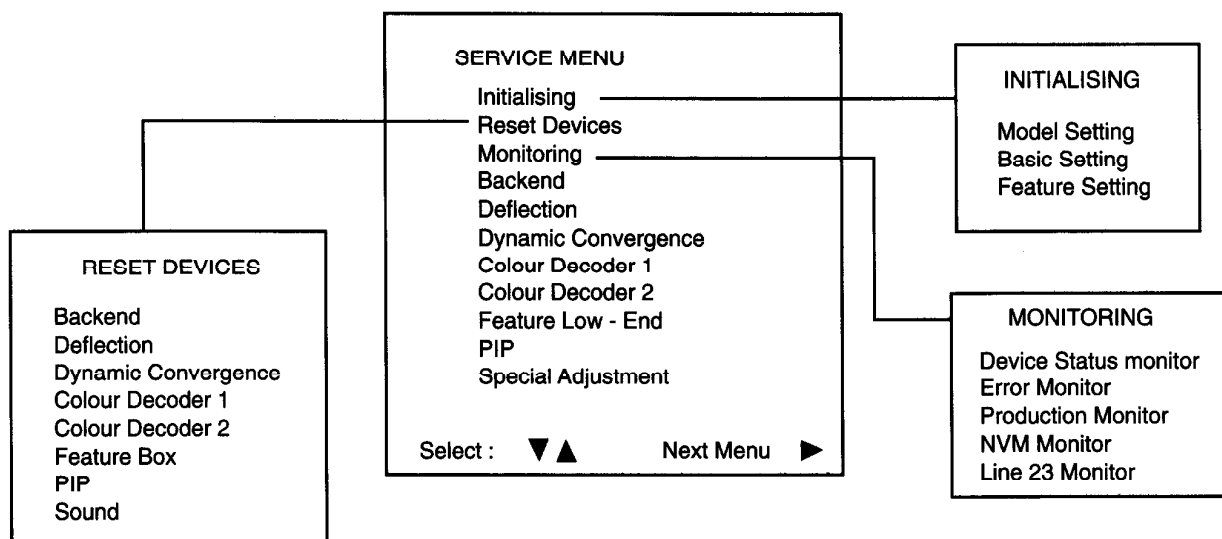 SERVICE MENU
Initialising
Reset Devices
Monitoring
Backend
Deflection
Dynamic Convergence
Colour Decoder 1
Colour Decoder 2
Feature Low - End
PIP
Special Adjustment
Select : ▼ ▲ Next Menu ▶
INITIALISING
Model Setting
Basic Setting
Feature Setting
RESET DEVICES
Backend
Deflection
Dynamic Convergence
Colour Decoder 1
Colour Decoder 2
Feature Box
PIP
Sound
MONITORING
Device Status monitor
Error Monitor
Production Monitor
NVM Monitor
Line 23 Monitor